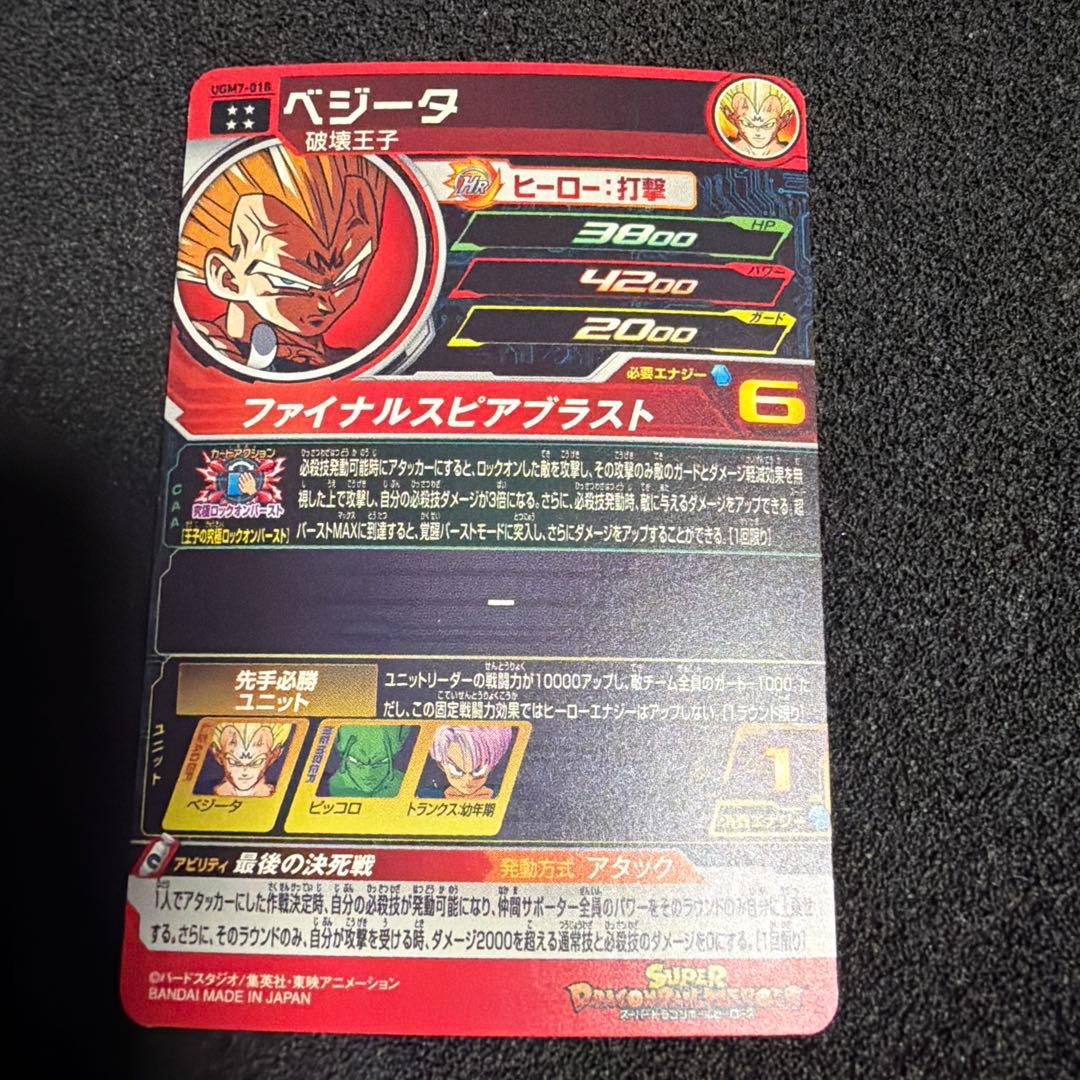 UGM7-018
★★
★★
ベジータ
破壊王子
HR ヒーロー:打撃
3800 HP
4200 パワー
2000 ガード
必要エナジー
ファイナルスピアブラスト 6
カードアクション
究極ロックオンバースト
CAA
[王子の究極ロックオンバースト]
必殺技発動可能時にアタッカーにすると、ロックオンした敵を攻撃し、その攻撃のみ敵のガードとダメージ軽減効果を無
視した上で攻撃し、自分の必殺技ダメージが3倍になる。さらに、必殺技発動時、敵に与えるダメージをアップできる。超
バーストMAXに到達すると、覚醒バーストモードに突入し、さらにダメージをアップすることができる。[1回限り]
ー
ユニット
先手必勝
ユニット
ユニットリーダーの戦闘力が10000アップし、敵チーム全員のガード-1000。た
だし、この固定戦闘力効果ではヒーローエナジーはアップしない。[1ラウンド限り]
ベジータ
ピッコロ
トランクス:幼年期
1
アビリティ 最後の決死戦 発動方式 アタック
1人でアタッカーにした作戦決定時、自分の必殺技が発動可能になり、仲間サポーター全員のパワーをそのラウンドのみ自分に上乗せ
する。さらに、そのラウンドのみ、自分が攻撃を受ける時、ダメージ2000を超える通常技と必殺技のダメージを0にする。[1回限り]
©バードスタジオ/集英社・東映アニメーション
BANDAI MADE IN JAPAN
SUPER
DRAGONBALL HEROES
スーパードラゴンボールヒーローズ